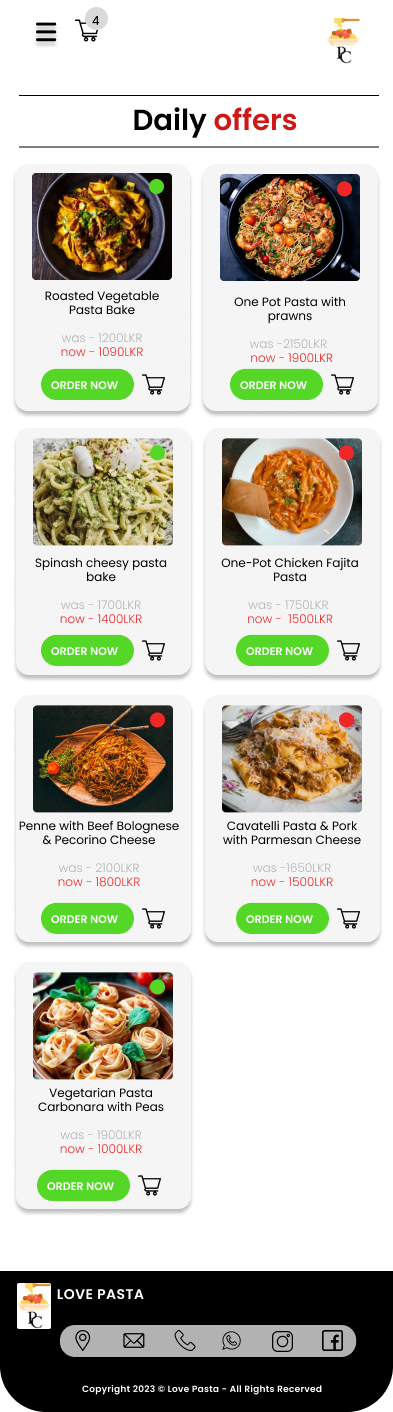 4
PC
Daily offers
Roasted Vegetable
Pasta Bake
was - 1200LKR
now - 1090LKR
ORDER NOW
One Pot Pasta with
prawns
was -2150LKR
now - 1900LKR
ORDER NOW
Spinash cheesy pasta
bake
was - 1700LKR
now - 1400LKR
ORDER NOW
One-Pot Chicken Fajita
Pasta
was - 1750LKR
now -  1500LKR
ORDER NOW
Penne with Beef Bolognese
& Pecorino Cheese
was - 2100LKR
now - 1800LKR
ORDER NOW
Cavatelli Pasta & Pork
with Parmesan Cheese
was -1650LKR
now - 1500LKR
ORDER NOW
Vegetarian Pasta
Carbonara with Peas
was - 1900LKR
now - 1000LKR
ORDER NOW
PC
LOVE PASTA
Copyright 2023 © Love Pasta - All Rights Recerved